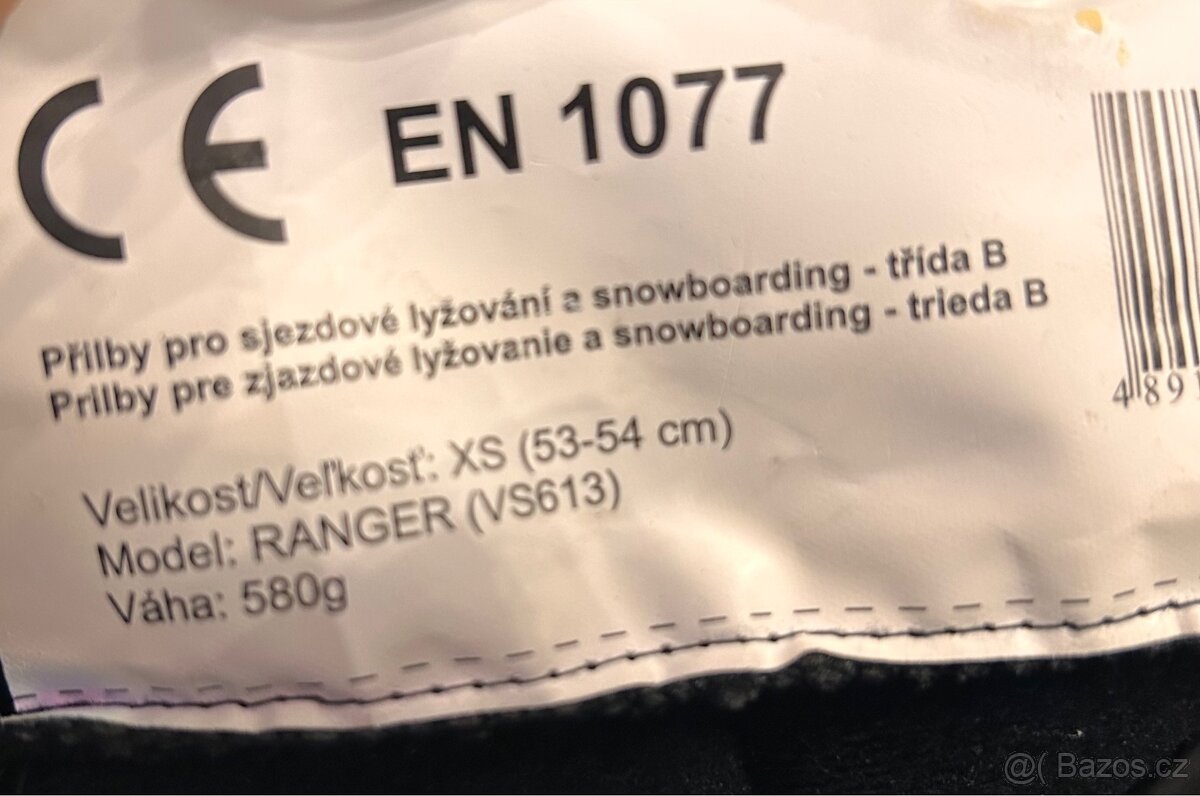 CE EN 1077
Přilby pro sjezdové lyžování a snowboarding - třída B
Prilby pre zjazdové lyžovanie a snowboarding - trieda B
Velikost/Veľkosť: XS (53-54 cm)
Model: RANGER (VS613)
Váha: 580g
4891
@( Bazos.cz